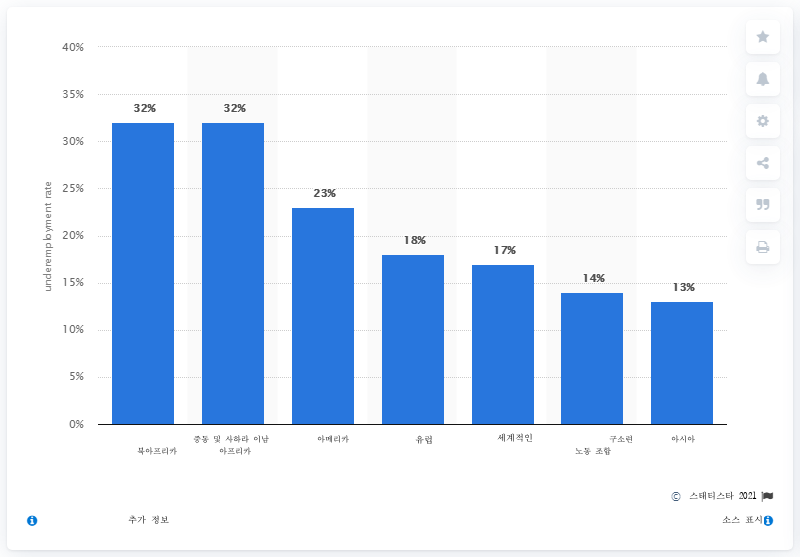 40%
35%
30%
25%
20%
15%
10%
5%
0%
underemployment rate
32%
32%
23%
18%
17%
14%
13%
북아프리카
중동 및 사하라 이남
아프리카
아메리카
유럽
세계적인
구소련
노동 조합
아시아
© 스태티스타 2021
추가 정보
소스 표시